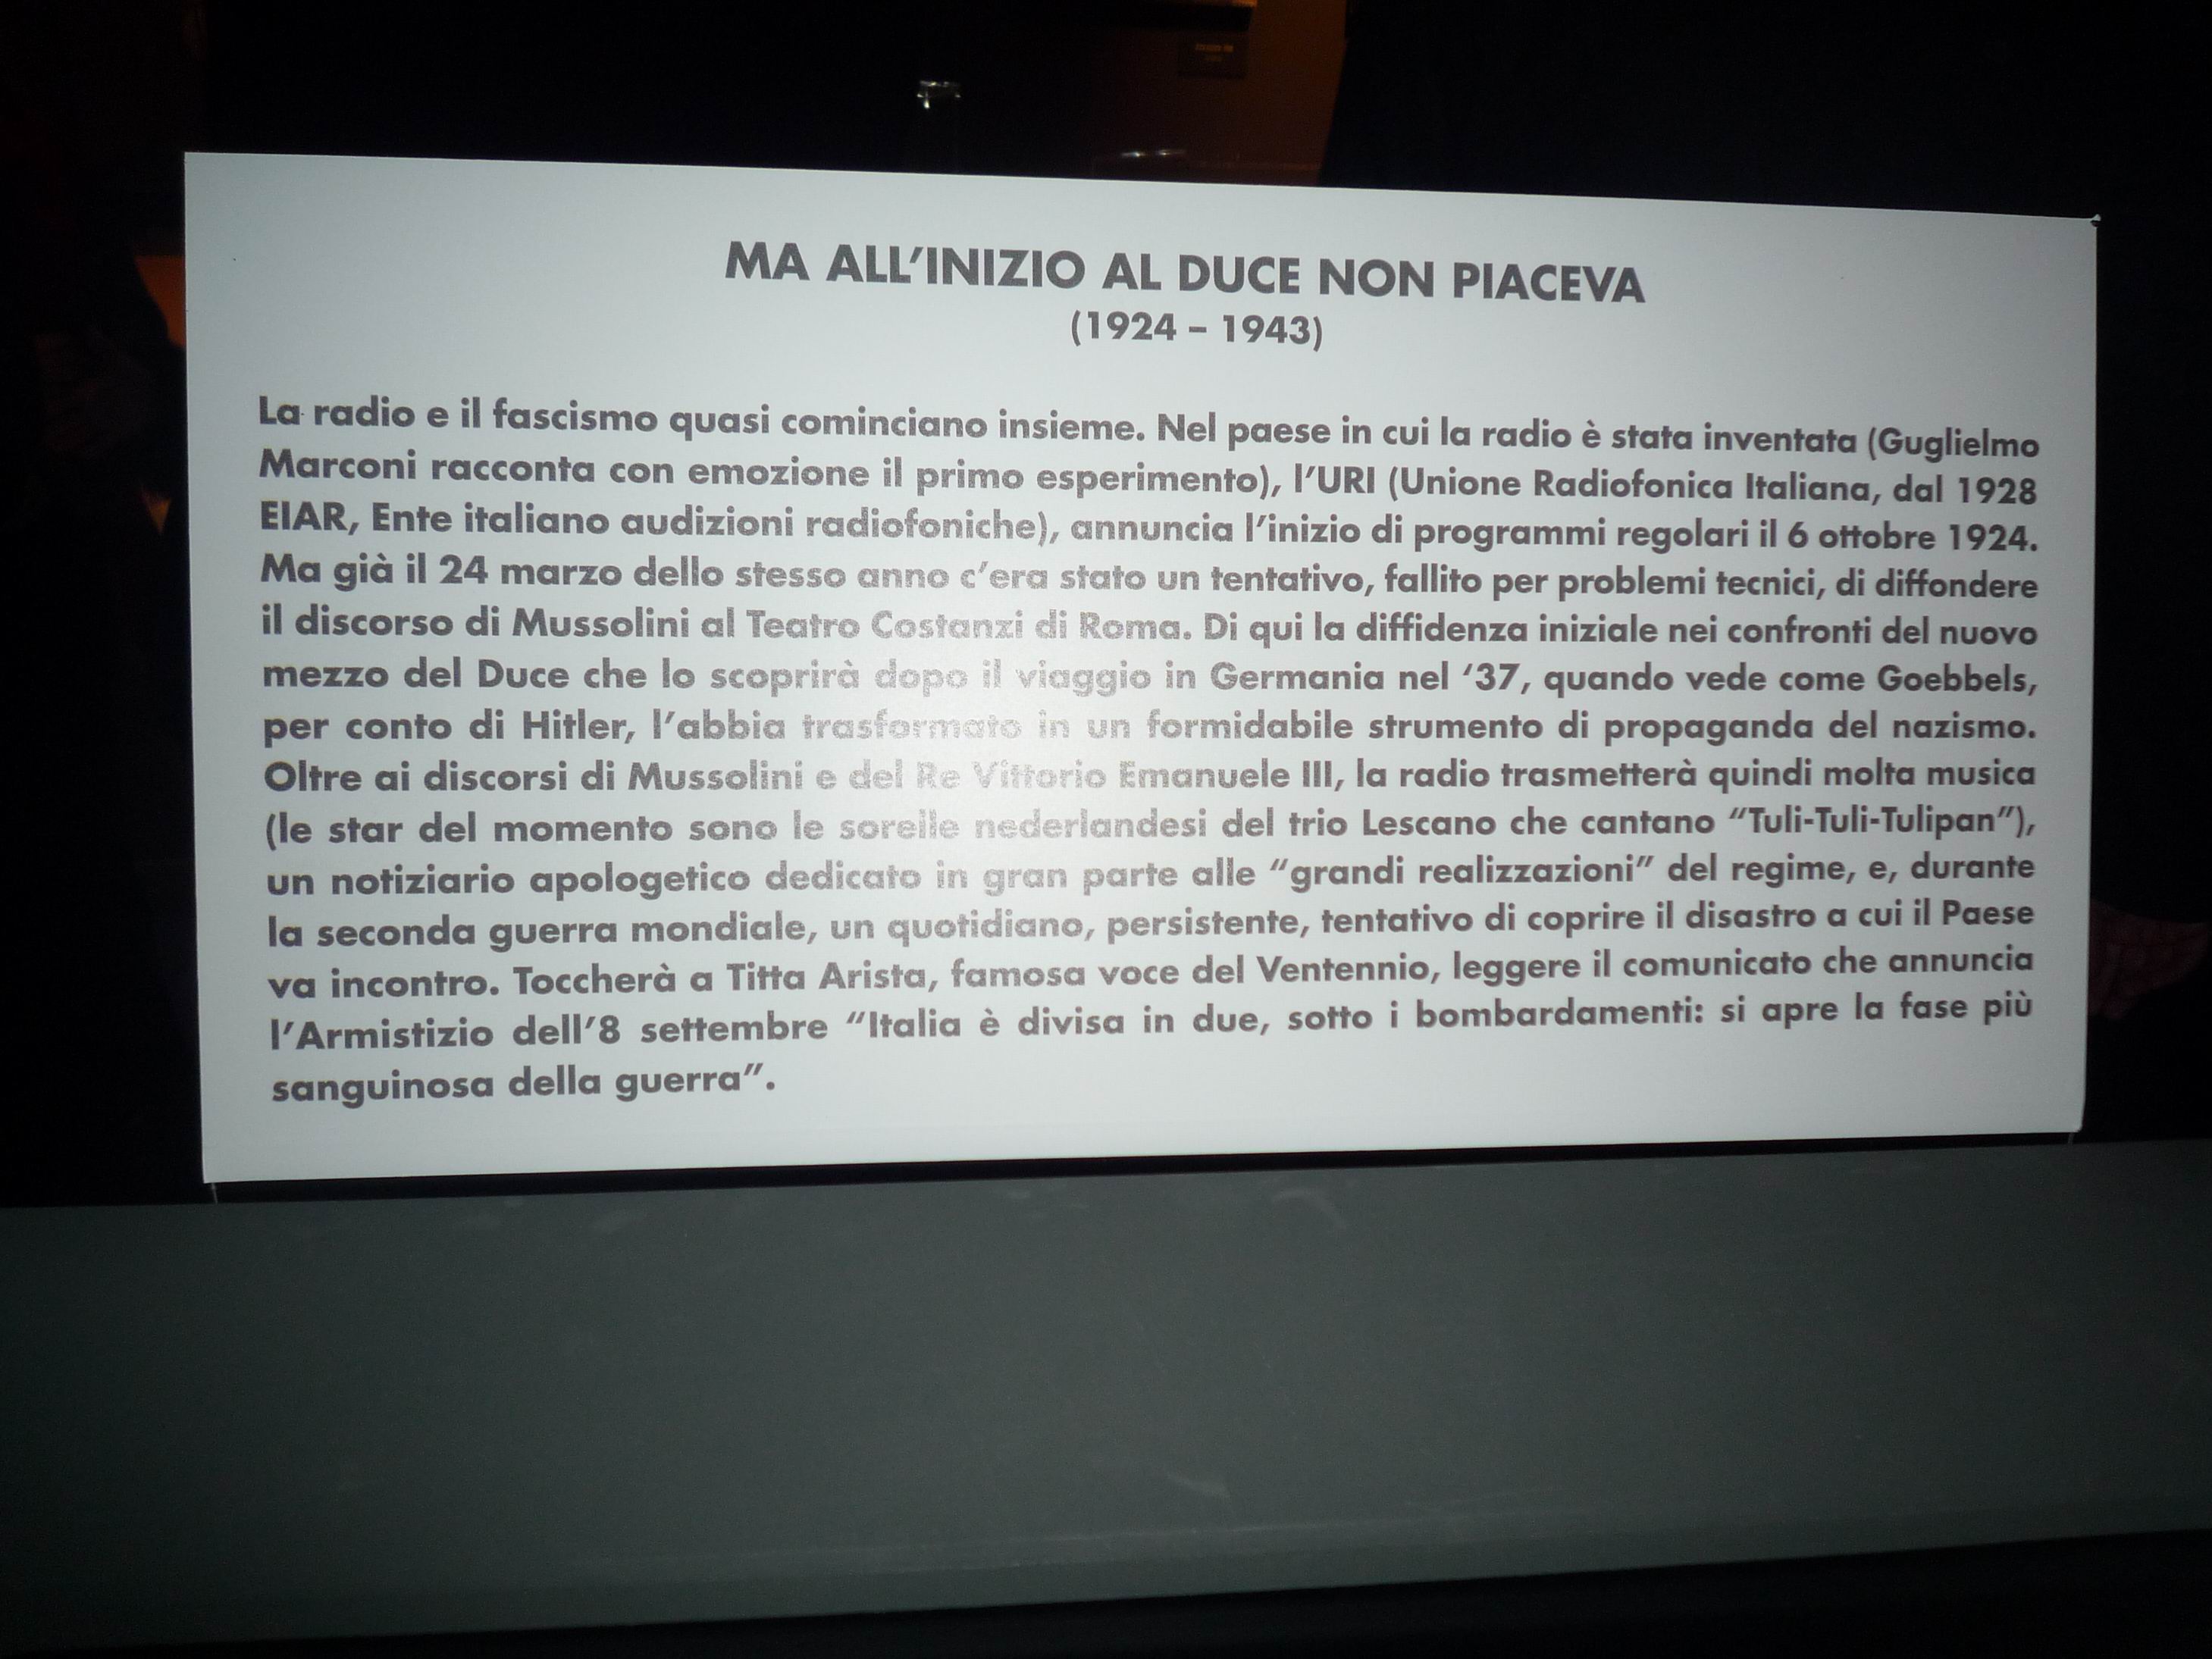 MA ALL'INIZIO AL DUCE NON PIACEVA
(1924 – 1943)
La radio e il fascismo quasi cominciano insieme. Nel paese in cui la radio è stata inventata (Guglielmo
Marconi racconta con emozione il primo esperimento), l'URI (Unione Radiofonica Italiana, dal 1928
EIAR, Ente italiano audizioni radiofoniche), annuncia l'inizio di programmi regolari il 6 ottobre 1924.
Ma già il 24 marzo dello stesso anno c'era stato un tentativo, fallito per problemi tecnici, di diffondere
il discorso di Mussolini al Teatro Costanzi di Roma. Di qui la diffidenza iniziale nei confronti del nuovo
mezzo del Duce che lo scoprirà dopo il viaggio in Germania nel '37, quando vede come Goebbels,
per conto di Hitler, l'abbia trasformato in un formidabile strumento di propaganda del nazismo.
Oltre ai discorsi di Mussolini e del Re Vittorio Emanuele III, la radio trasmetterà quindi molta musica
(le star del momento sono le sorelle nederlandesi del trio Lescano che cantano "Tuli-Tuli-Tulipan"),
un notiziario apologetico dedicato in gran parte alle "grandi realizzazioni" del regime, e, durante
la seconda guerra mondiale, un quotidiano, persistente, tentativo di coprire il disastro a cui il Paese
va incontro. Toccherà a Titta Arista, famosa voce del Ventennio, leggere il comunicato che annuncia
l'Armistizio dell'8 settembre "Italia è divisa in due, sotto i bombardamenti: si apre la fase più
sanguinosa della guerra".